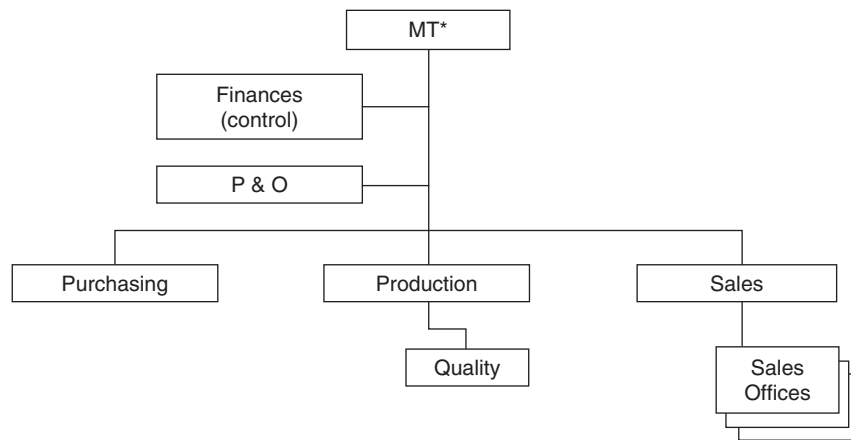 MT*
Finances
(control)
P & O
Purchasing
Production
Sales
Quality
Sales
Offices